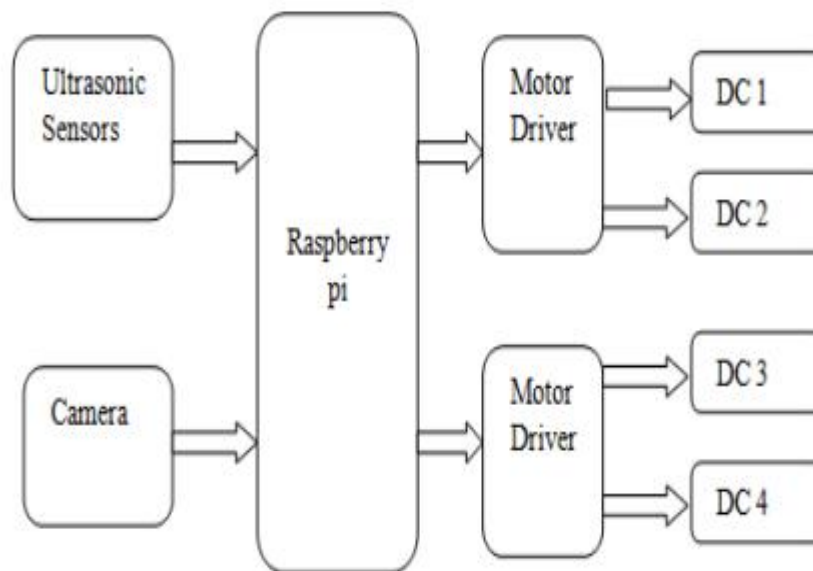 Ultrasonic
Sensors
Camera
Raspberry
pi
Motor
Driver
Motor
Driver
DC 1
DC 2
DC 3
DC 4